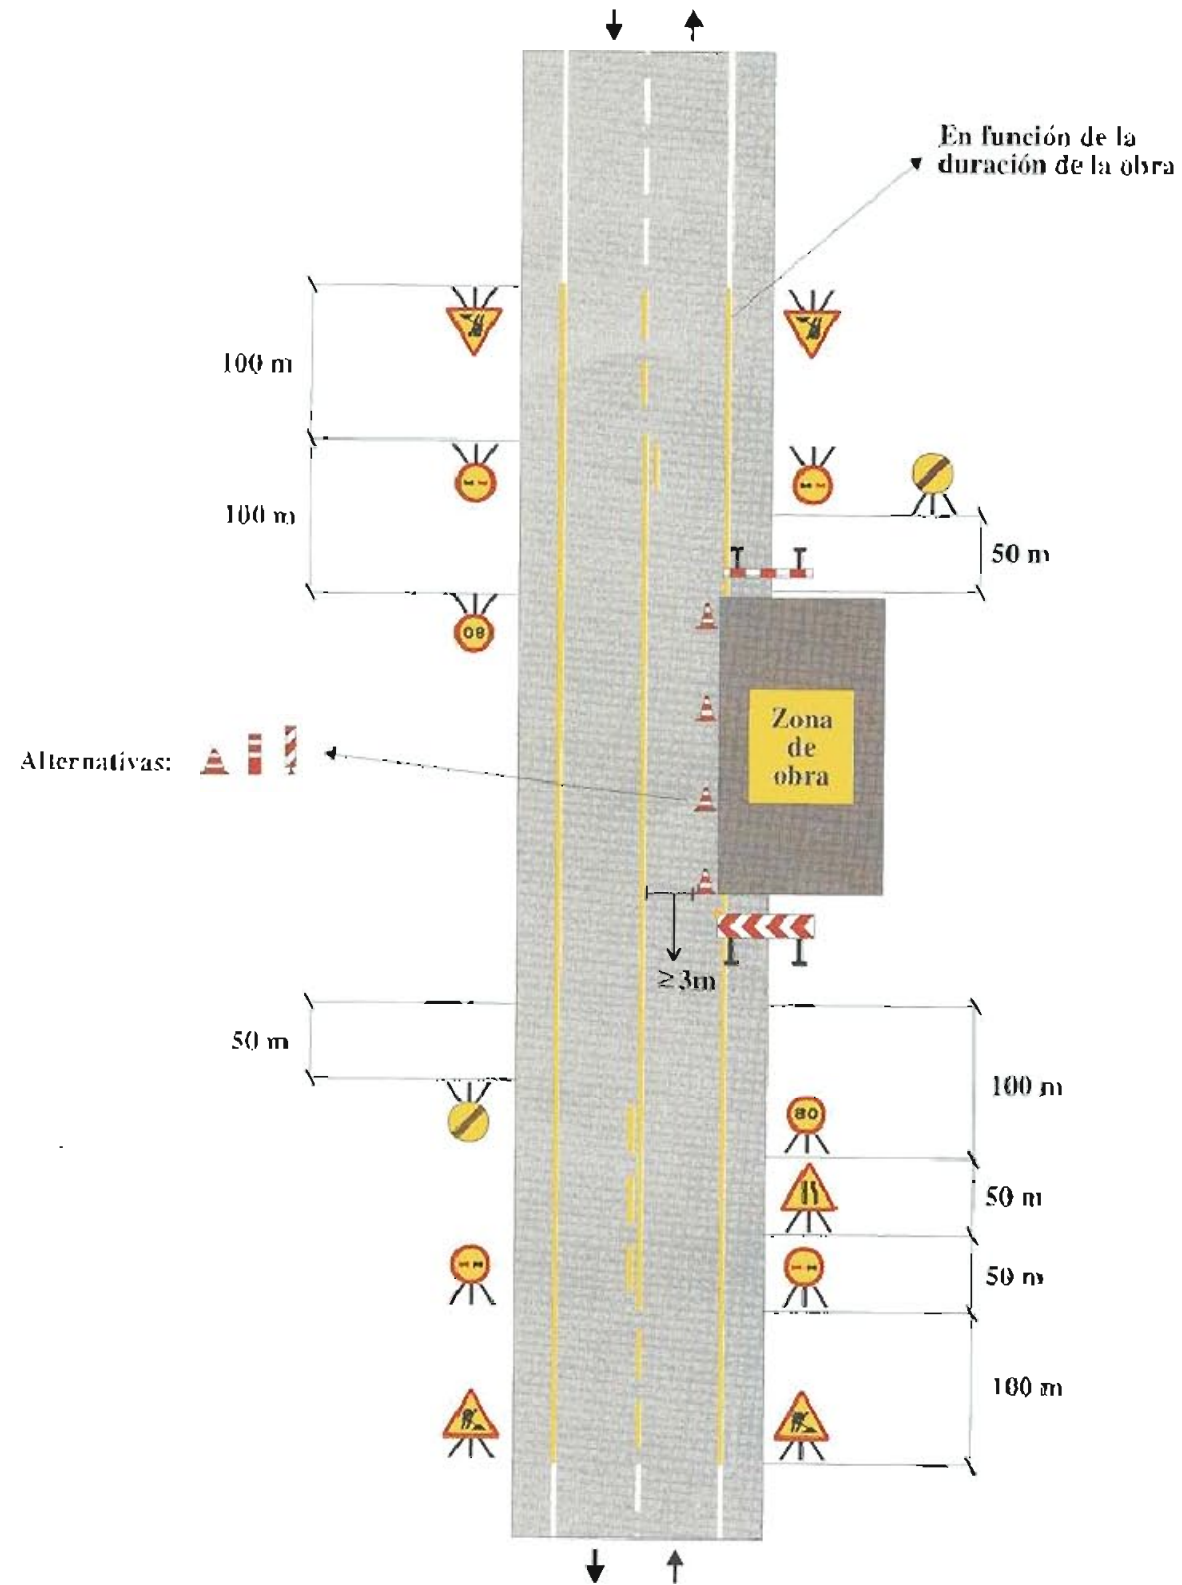 En función de la
duración de la obra
100 m
100 m
50 m
80
Zona
de
obra
Alternativas:
≥3m
50 m
100 m
80
50 m
50 m
100 m